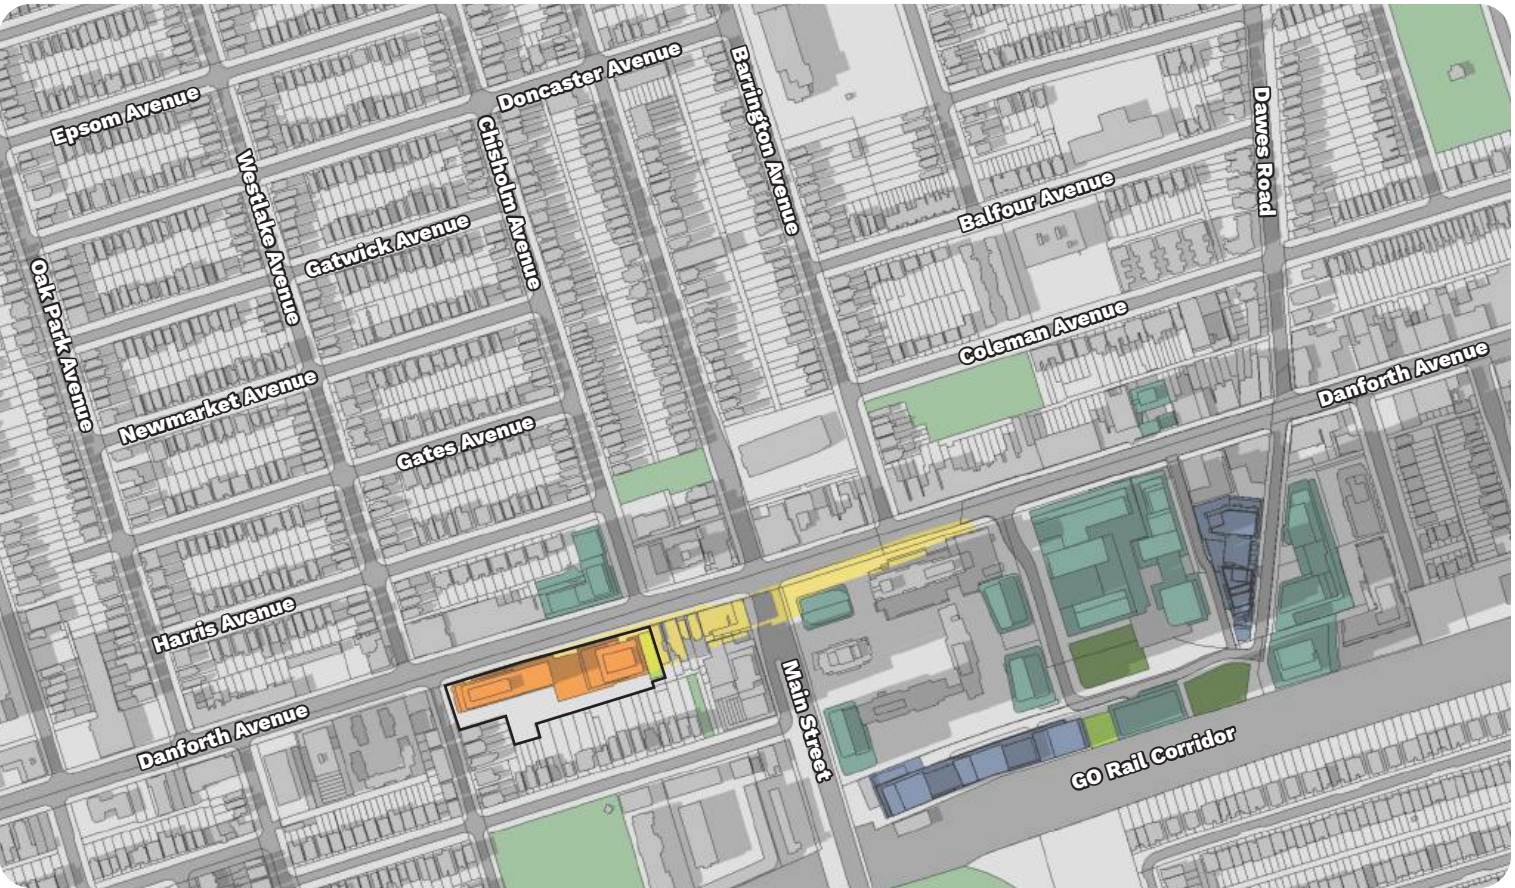 Doncaster Avenue
Epsom Avenue
Barrington Avenue
Dawes Road
Chisholm Avenue
Westlake Avenue
Balfour Avenue
Gatwick Avenue
Oak Park Avenue
Coleman Avenue
Danforth Avenue
Newmarket Avenue
Gates Avenue
Harris Avenue
Main Street
Danforth Avenue
GO Rail Corridor